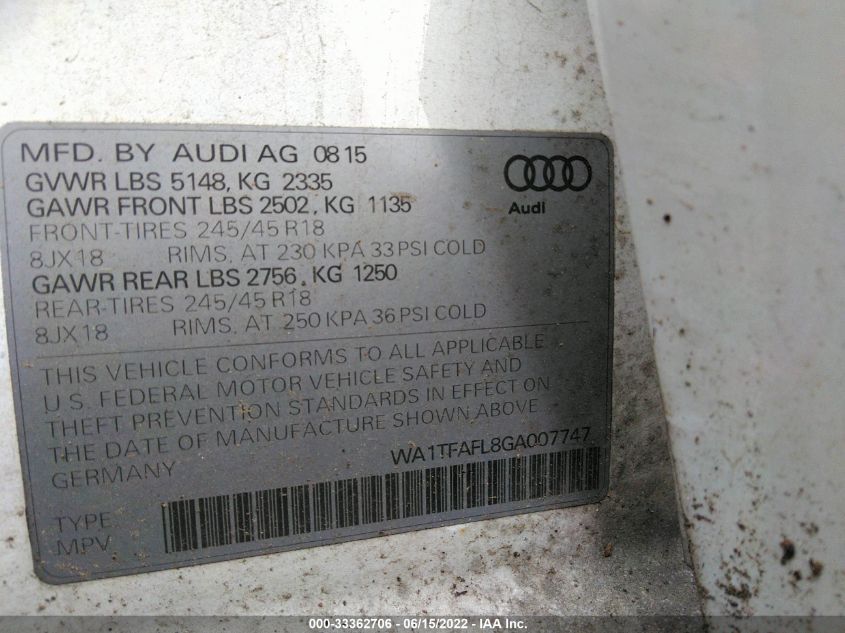 MFD. BY AUDI AG 08 15
GVWR LBS 5148, KG 2335
GAWR FRONT LBS 2502, KG 1135
FRONT-TIRES 245/45 R18
8JX18 RIMS, AT 230 KPA 33 PSI COLD
GAWR REAR LBS 2756, KG 1250
REAR-TIRES 245/45 R18
8JX18 RIMS, AT 250 KPA 36 PSI COLD
Audi
THIS VEHICLE CONFORMS TO ALL APPLICABLE
U.S. FEDERAL MOTOR VEHICLE SAFETY AND
THEFT PREVENTION STANDARDS IN EFFECT ON
THE DATE OF MANUFACTURE SHOWN ABOVE.
GERMANY
WA1TFAFL8GA007747
TYPE
MPV
000-33362706 - 06/15/2022 - IAA Inc.